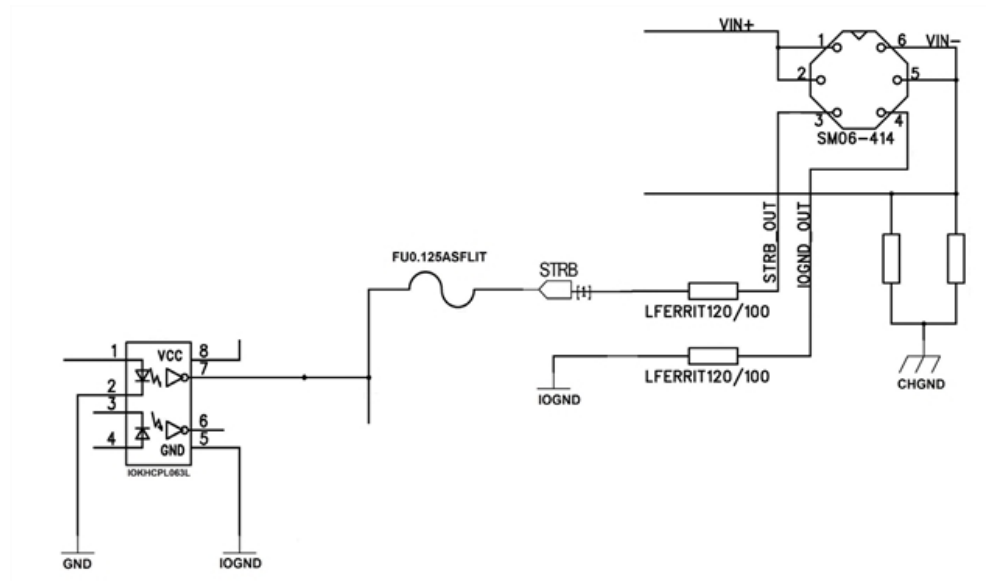 VIN+
1
6
VIN-
2
5
3
4
SM06-414
STRB_OUT
IOGND_OUT
FU0.125ASFLIT
STRB
[1]
LFERRIT120/100
LFERRIT120/100
IOGND
CHGND
1
VCC
8
7
2
3
6
4
GND
5
IOKHCPL063L
GND
IOGND